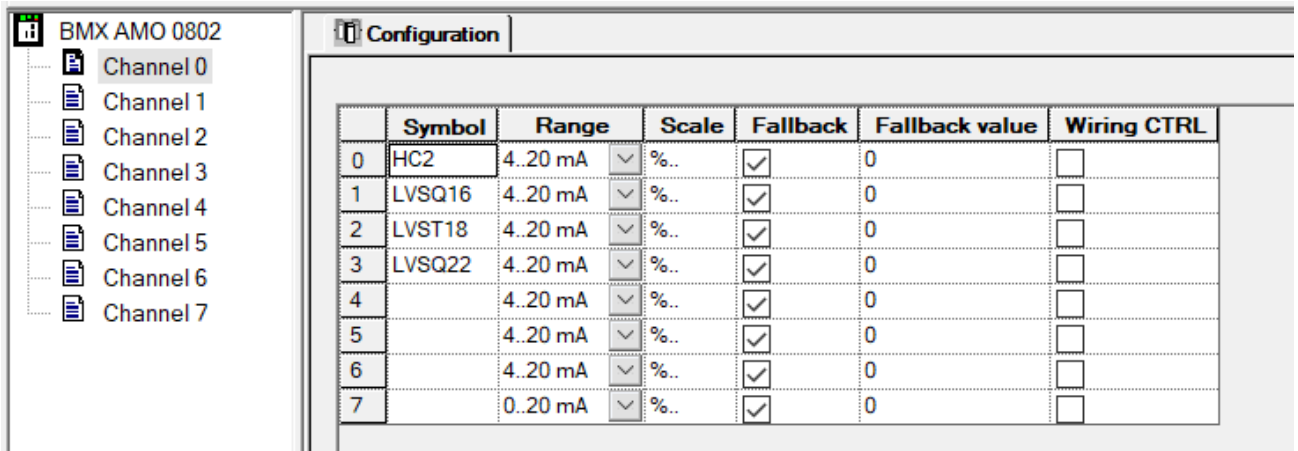 BMX AMO 0802
Channel 0
Channel 1
Channel 2
Channel 3
Channel 4
Channel 5
Channel 6
Channel 7
Configuration
Symbol Range Scale Fallback Fallback value Wiring CTRL
0 HC2 4..20 mA %.. 0
1 LVSQ16 4..20 mA %.. 0
2 LVST18 4..20 mA %.. 0
3 LVSQ22 4..20 mA %.. 0
4 4..20 mA %.. 0
5 4..20 mA %.. 0
6 4..20 mA %.. 0
7 0..20 mA %.. 0